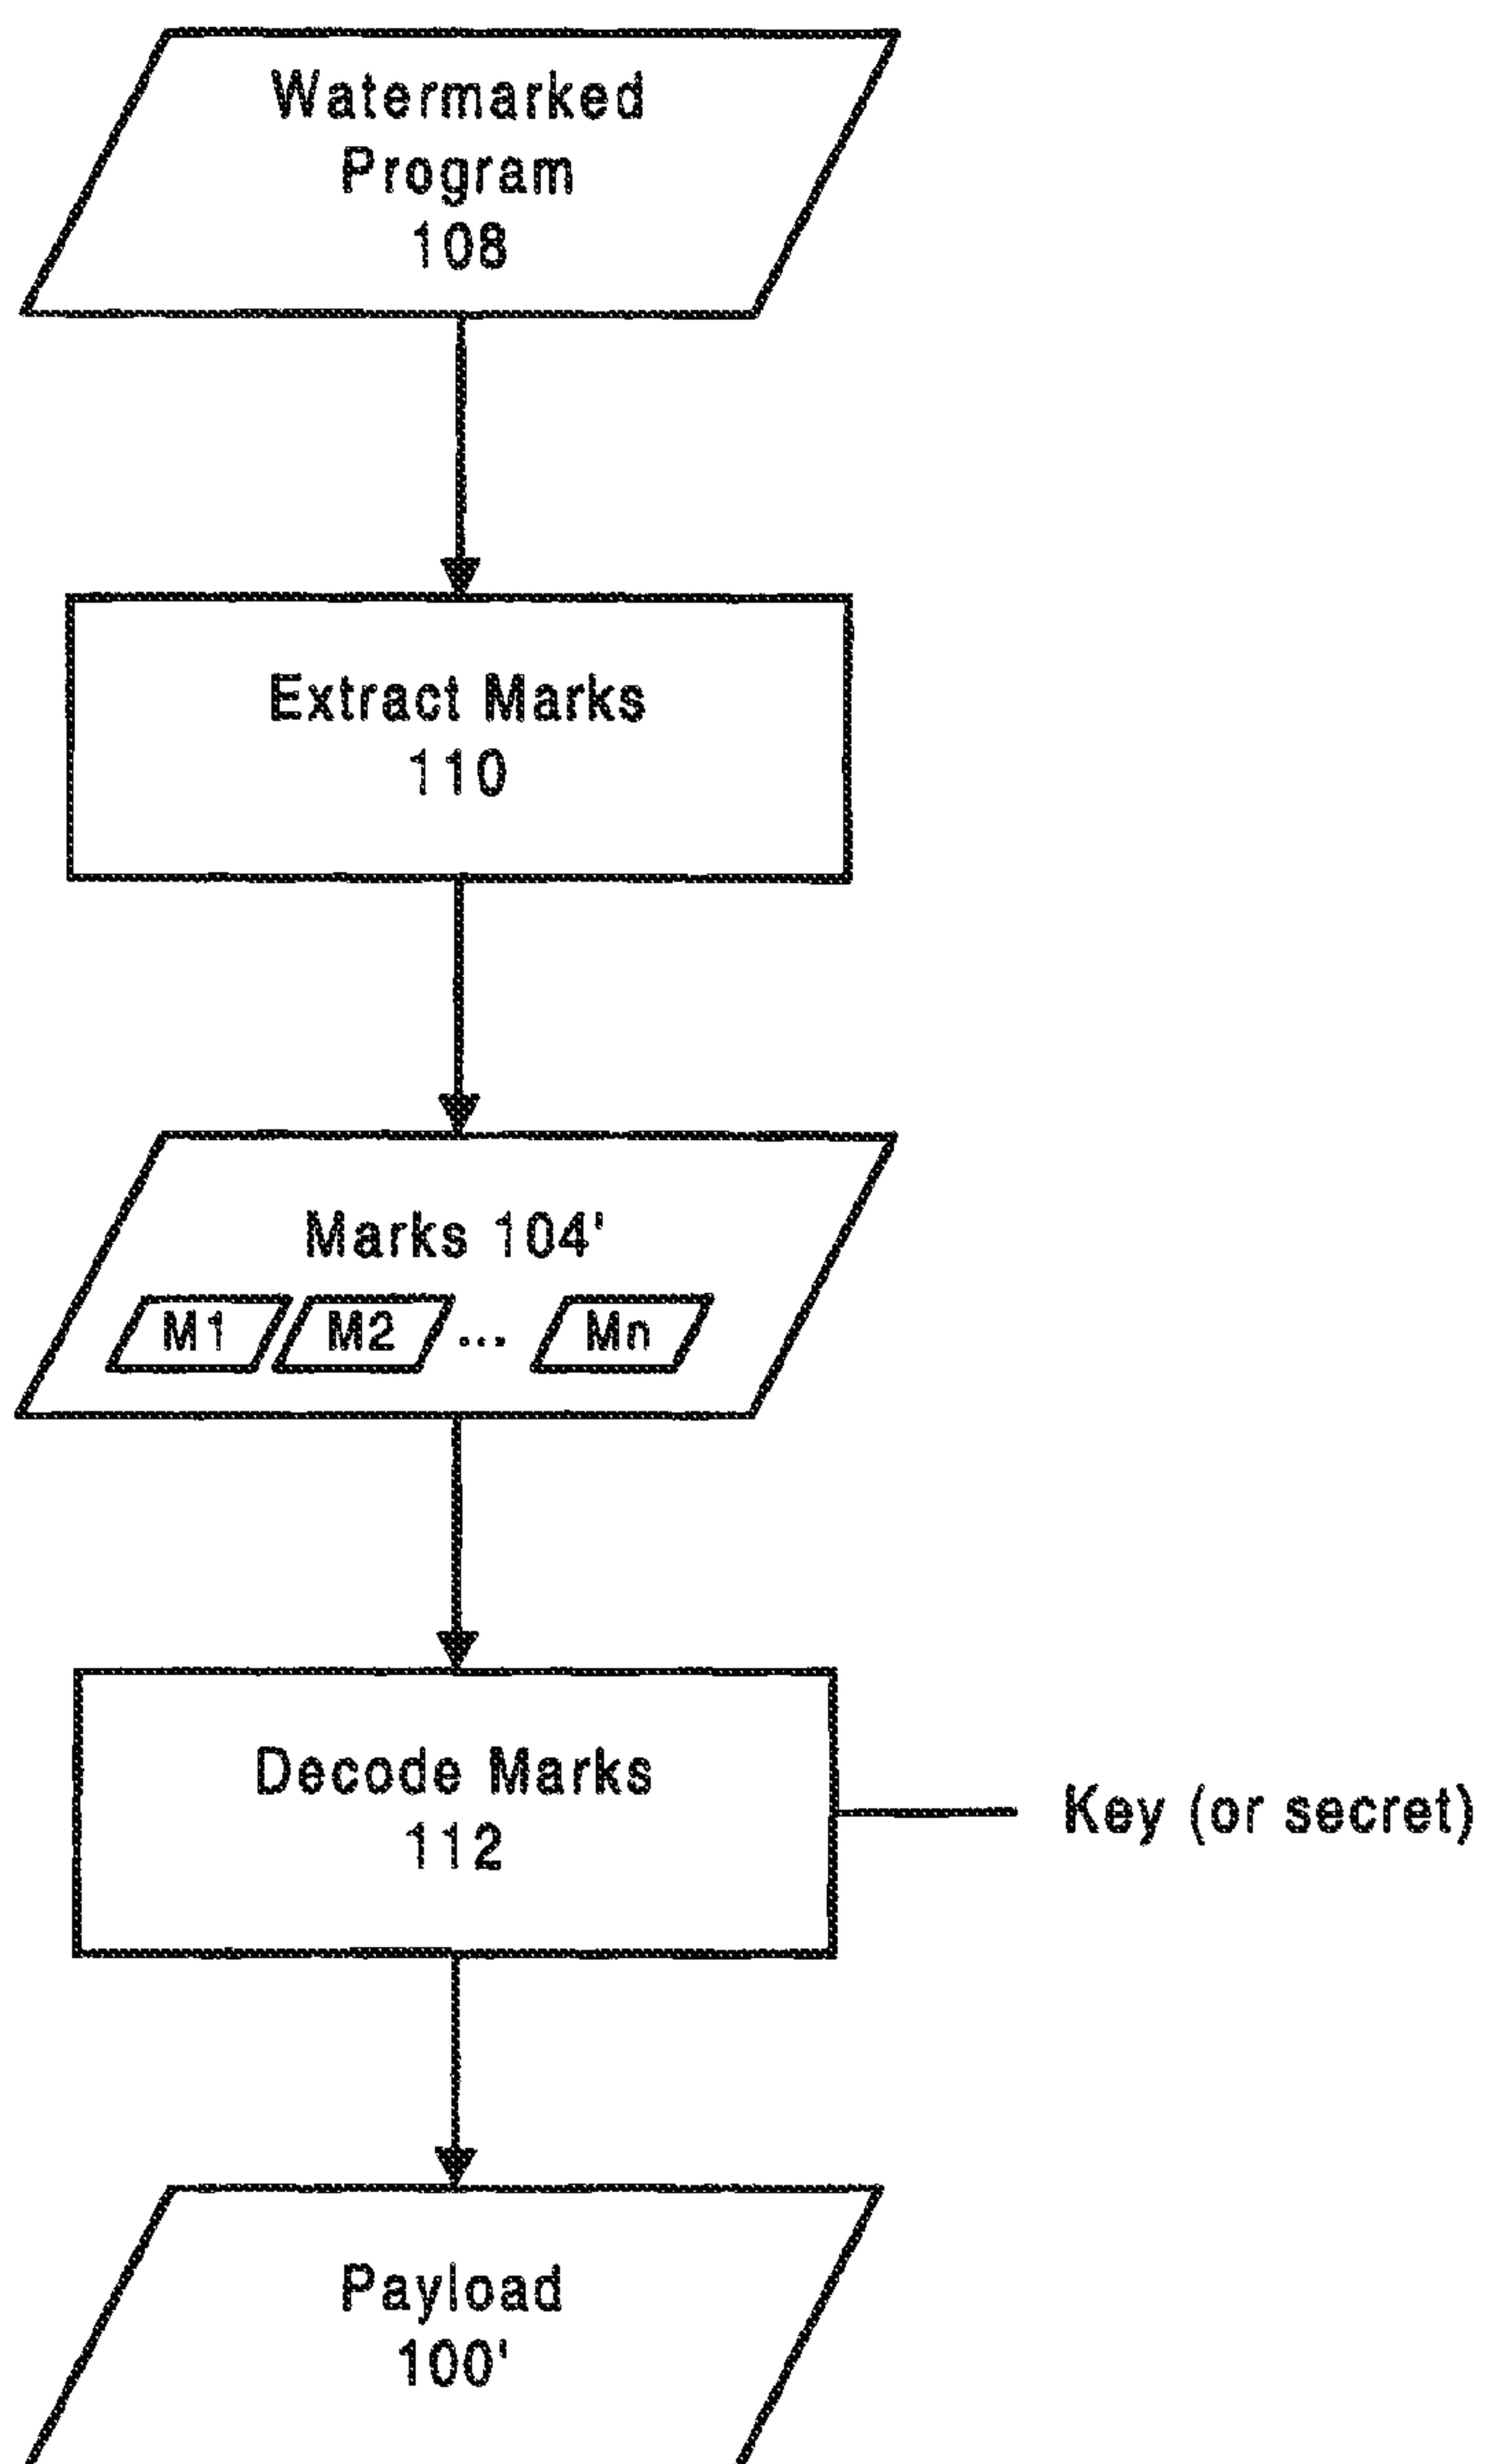 Watermarked
Program
108
Extract Marks
110
Marks 104'
M1 M2 ... Mn
Decode Marks
112
Key (or secret)
Payload
100'